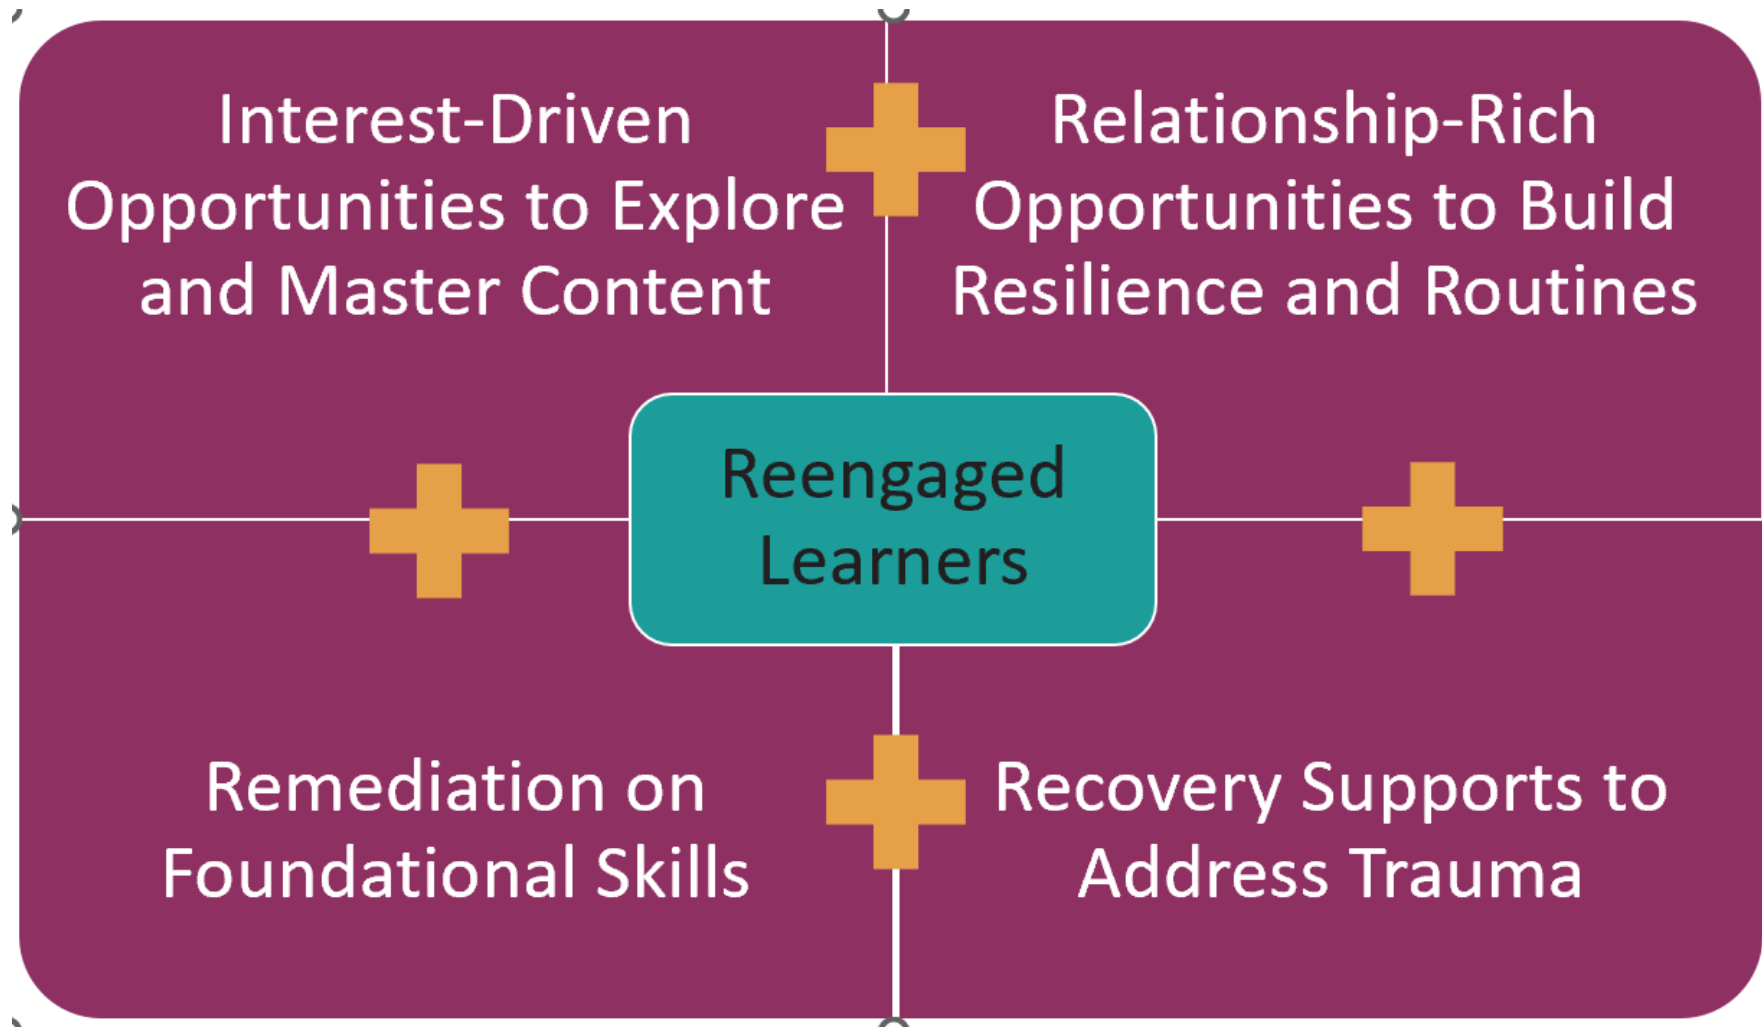 Interest-Driven
Opportunities to Explore
and Master Content
Relationship-Rich
Opportunities to Build
Resilience and Routines
Reengaged
Learners
Remediation on
Foundational Skills
Recovery Supports to
Address Trauma